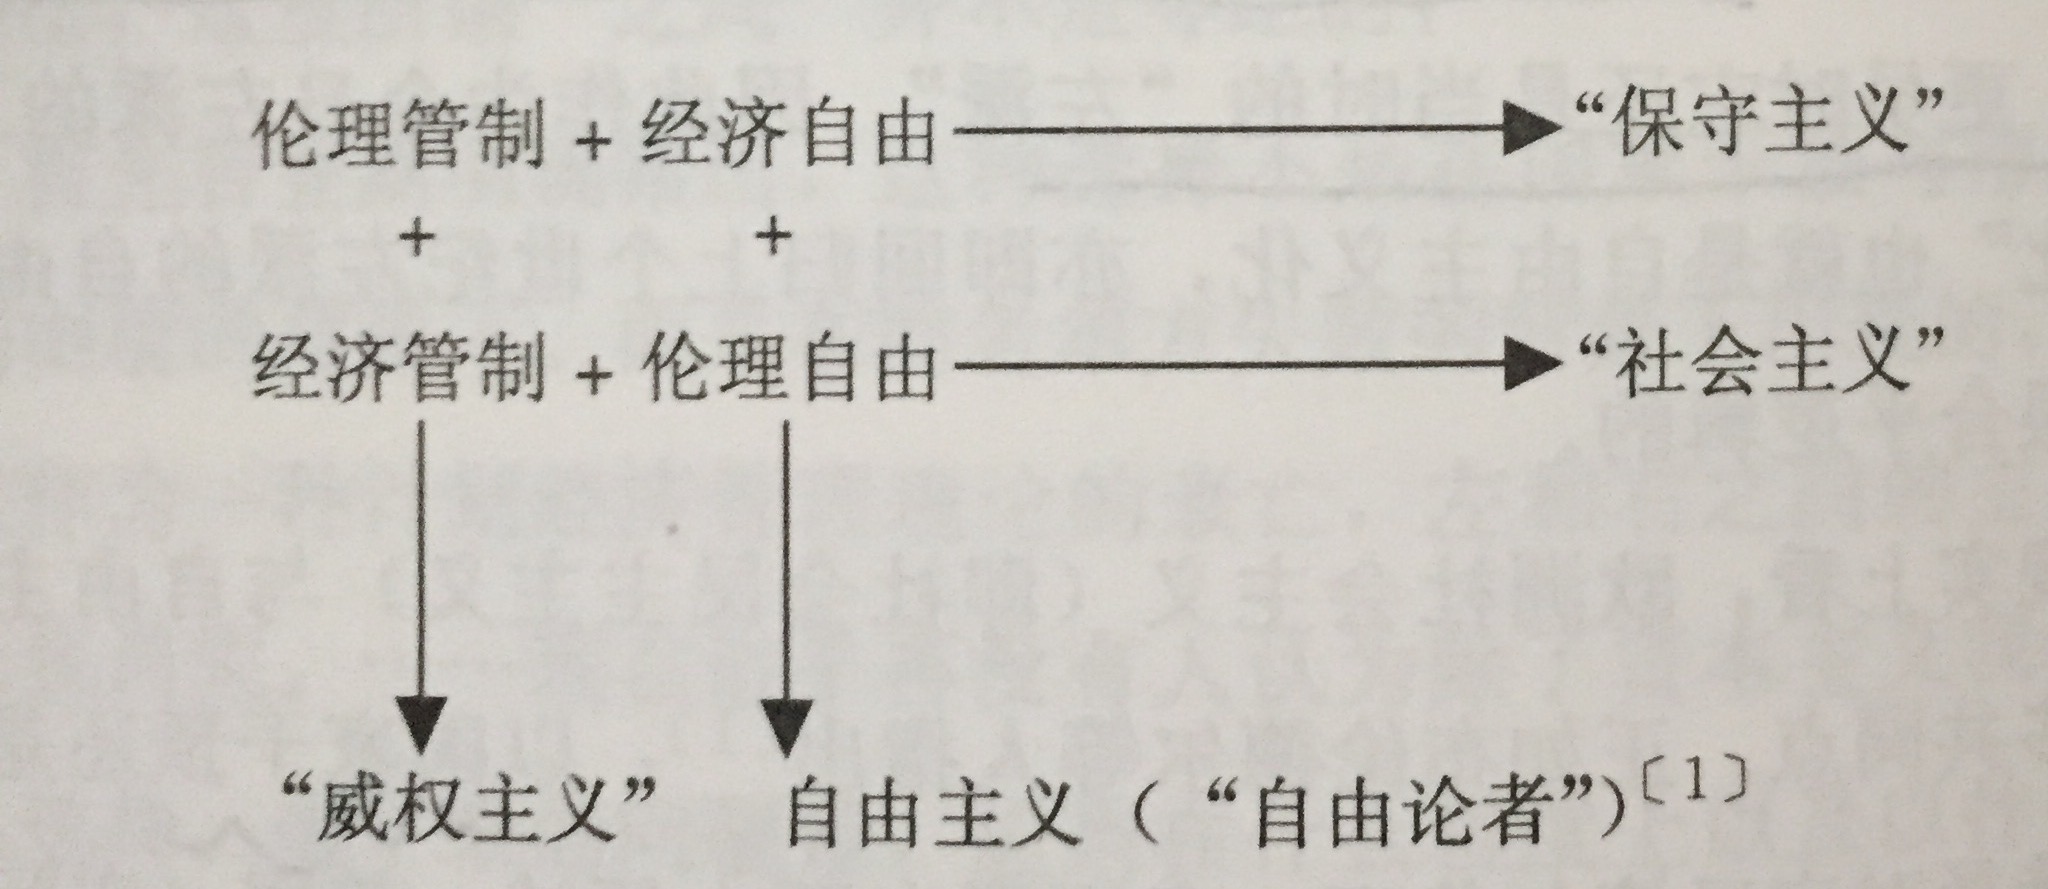 伦理管制 + 经济自由 “保守主义”
+ +
经济管制 + 伦理自由 “社会主义”
“威权主义” 自由主义（“自由论者”）〔1〕